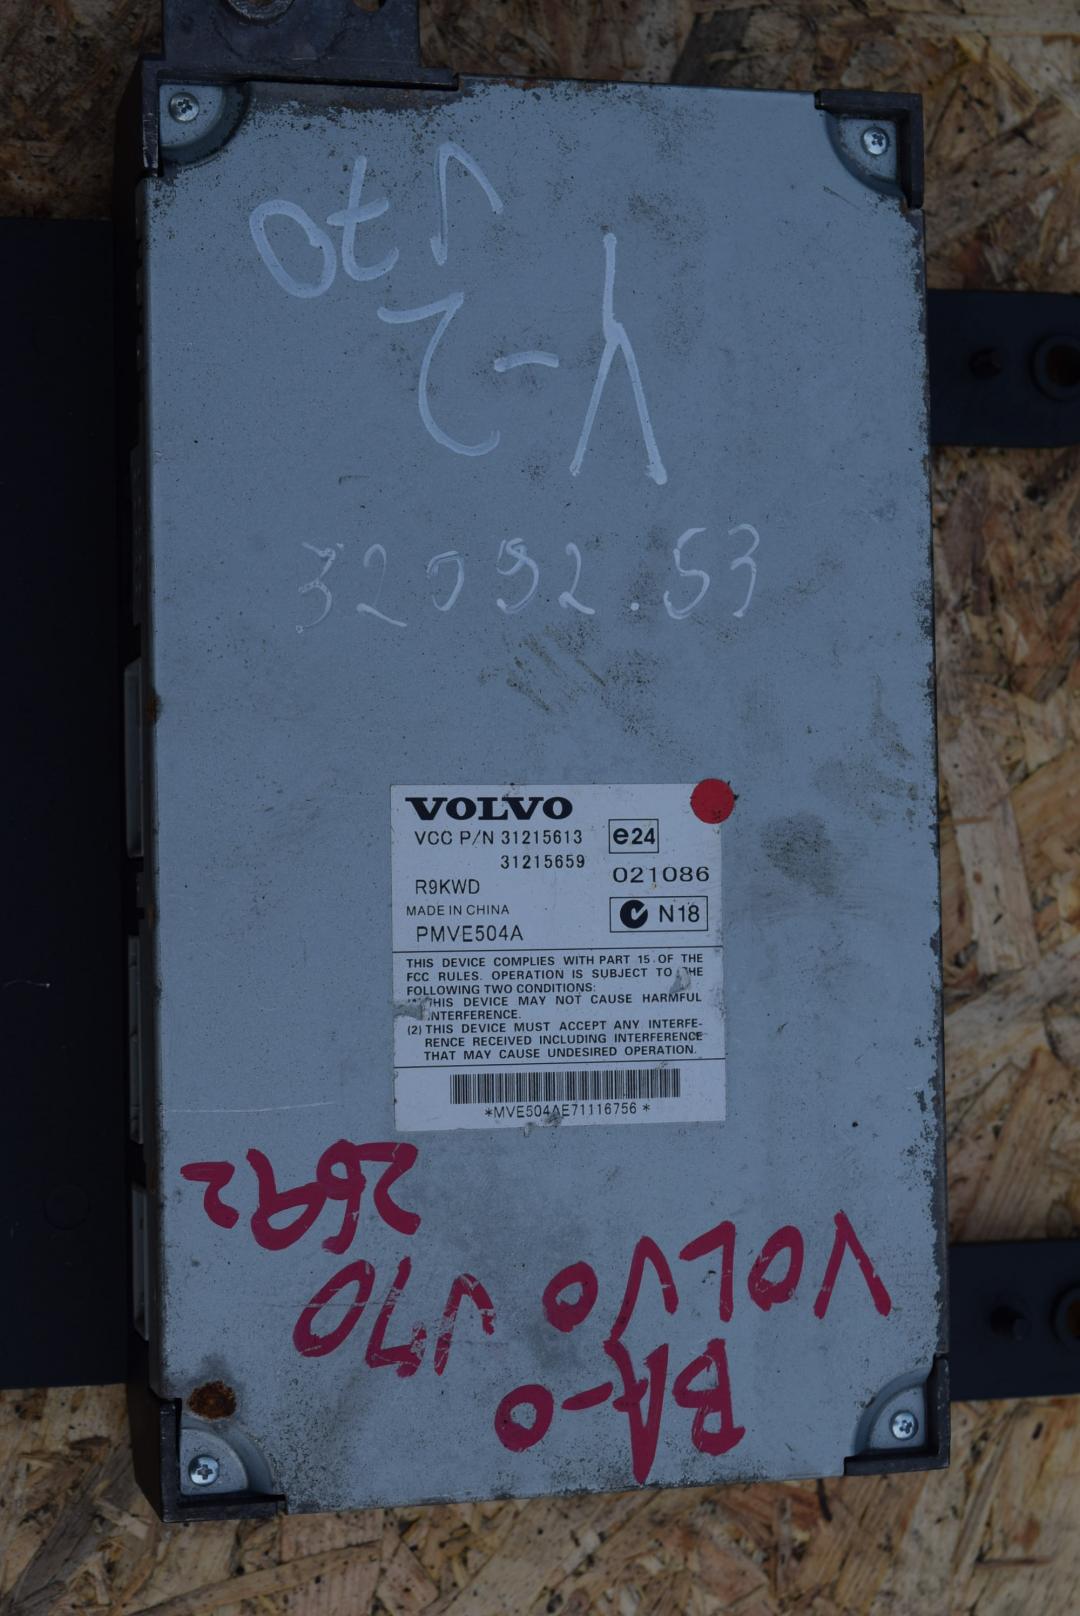 V70
Y-2
32092.53
VOLVO
VCC P/N 31215613
31215659
e24
021086
R9KWD
MADE IN CHINA
N18
PMVE504A
THIS DEVICE COMPLIES WITH PART 15 OF THE
FCC RULES. OPERATION IS SUBJECT TO THE
FOLLOWING TWO CONDITIONS:
THIS DEVICE MAY NOT CAUSE HARMFUL
INTERFERENCE.
(2) THIS DEVICE MUST ACCEPT ANY INTERFE-
RENCE RECEIVED INCLUDING INTERFERENCE
THAT MAY CAUSE UNDESIRED OPERATION.
*MVE504AE71116756*
BA-0
VOLVO V70